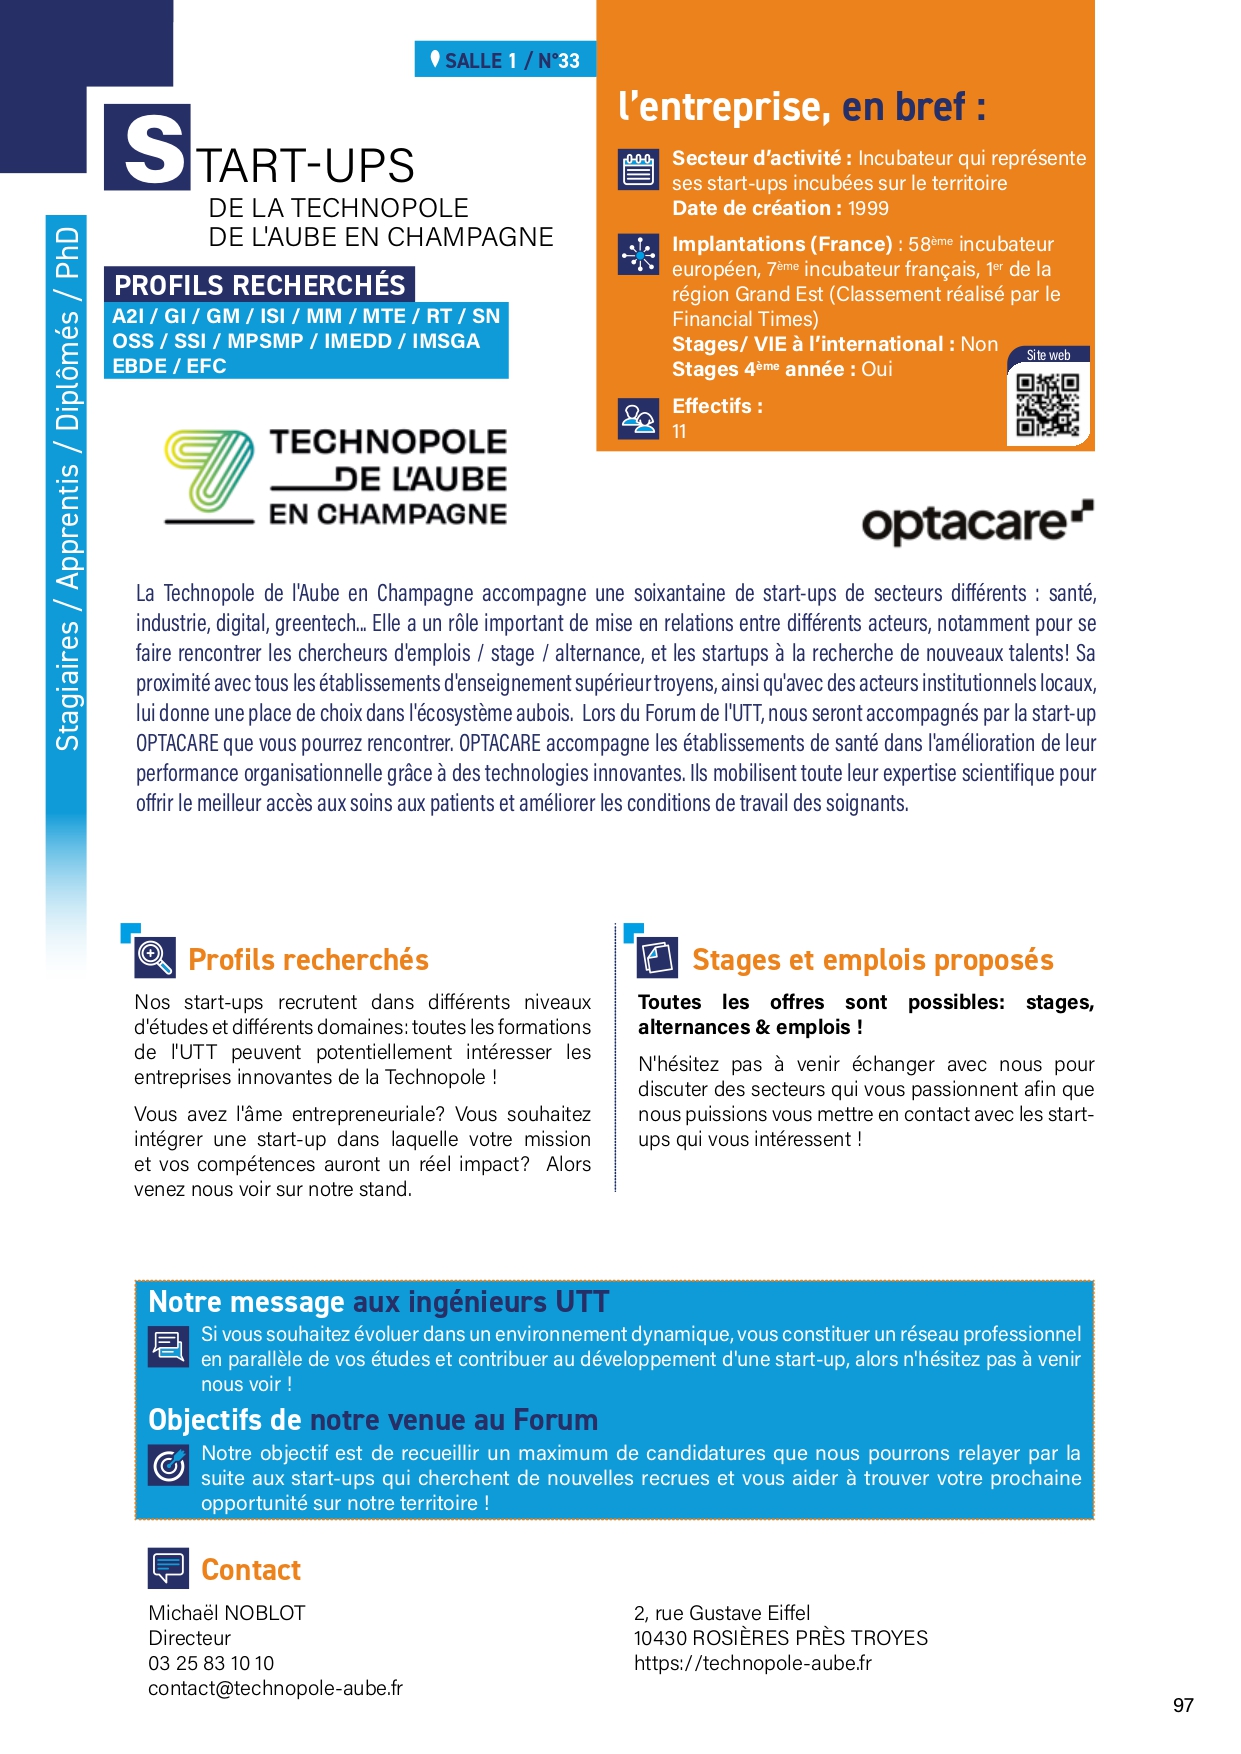 SALLE 1 / N°33
START-UPS
DE LA TECHNOPOLE
DE L'AUBE EN CHAMPAGNE
PROFILS RECHERCHÉS
A2I / GI / GM / ISI / MM / MTE / RT / SN
OSS / SSI / MPSMP / IMEDD / IMSGA
EBDE / EFC
Stagiaires / Apprentis / Diplômés / PhD
l'entreprise, en bref :
Secteur d'activité : Incubateur qui représente
ses start-ups incubées sur le territoire
Date de création : 1999
Implantations (France) : 58ème incubateur
européen, 7ème incubateur français, 1er de la
région Grand Est (Classement réalisé par le
Financial Times)
Stages/ VIE à l'international : Non
Stages 4ème année : Oui
Site web
Effectifs :
11
TECHNOPOLE
DE L'AUBE
EN CHAMPAGNE
optacare
La Technopole de l'Aube en Champagne accompagne une soixantaine de start-ups de secteurs différents : santé,
industrie, digital, greentech... Elle a un rôle important de mise en relations entre différents acteurs, notamment pour se
faire rencontrer les chercheurs d'emplois / stage / alternance, et les startups à la recherche de nouveaux talents! Sa
proximité avec tous les établissements d'enseignement supérieur troyens, ainsi qu'avec des acteurs institutionnels locaux,
lui donne une place de choix dans l'écosystème aubois. Lors du Forum de l'UTT, nous seront accompagnés par la start-up
OPTACARE que vous pourrez rencontrer. OPTACARE accompagne les établissements de santé dans l'amélioration de leur
performance organisationnelle grâce à des technologies innovantes. Ils mobilisent toute leur expertise scientifique pour
offrir le meilleur accès aux soins aux patients et améliorer les conditions de travail des soignants.
Profils recherchés
Nos start-ups recrutent dans différents niveaux
d'études et différents domaines: toutes les formations
de l'UTT peuvent potentiellement intéresser les
entreprises innovantes de la Technopole !
Vous avez l'âme entrepreneuriale? Vous souhaitez
intégrer une start-up dans laquelle votre mission
et vos compétences auront un réel impact? Alors
venez nous voir sur notre stand.
Stages et emplois proposés
Toutes les offres sont possibles: stages,
alternances & emplois !
N'hésitez pas à venir échanger avec nous pour
discuter des secteurs qui vous passionnent afin que
nous puissions vous mettre en contact avec les start-
ups qui vous intéressent !
Notre message aux ingénieurs UTT
Si vous souhaitez évoluer dans un environnement dynamique, vous constituer un réseau professionnel
en parallèle de vos études et contribuer au développement d'une start-up, alors n'hésitez pas à venir
nous voir !
Objectifs de notre venue au Forum
Notre objectif est de recueillir un maximum de candidatures que nous pourrons relayer par la
suite aux start-ups qui cherchent de nouvelles recrues et vous aider à trouver votre prochaine
opportunité sur notre territoire !
Contact
Michaël NOBLOT
Directeur
03 25 83 10 10
contact@technopole-aube.fr
2, rue Gustave Eiffel
10430 ROSIÈRES PRÈS TROYES
https://technopole-aube.fr
97